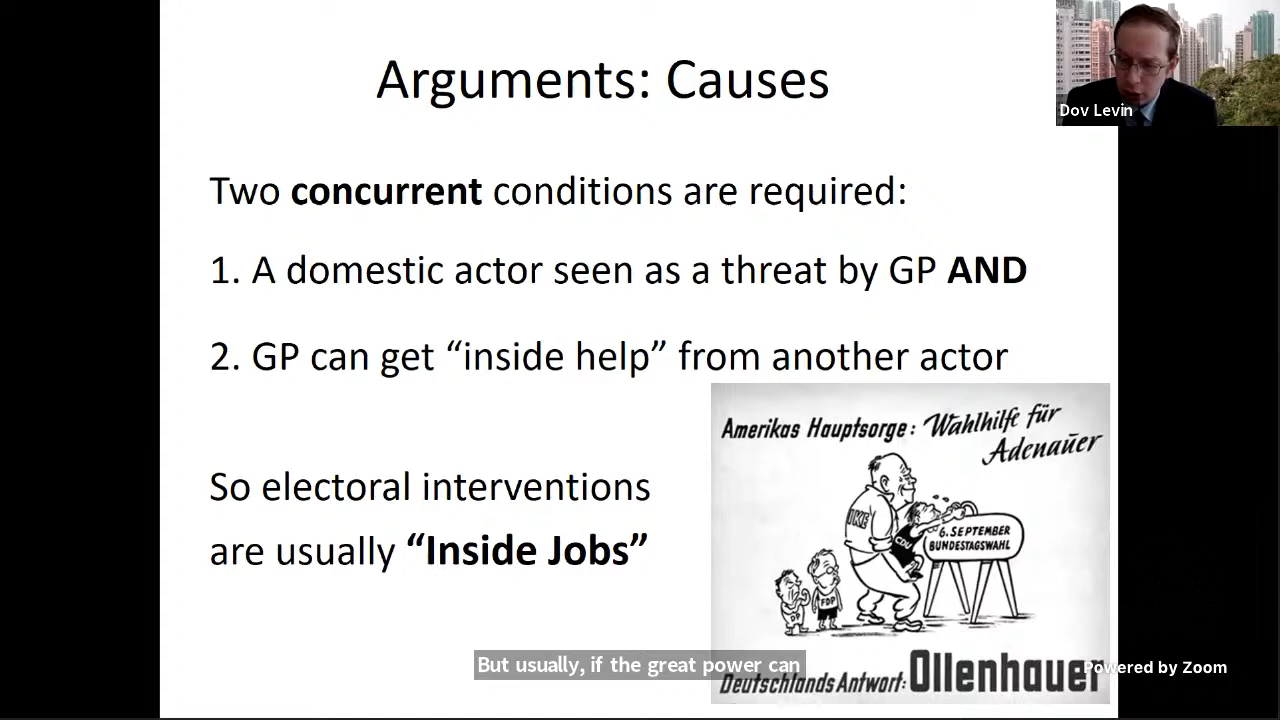 Arguments: Causes
Dov Levin
Two concurrent conditions are required:
1. A domestic actor seen as a threat by GP AND
2. GP can get “inside help” from another actor
So electoral interventions
are usually “Inside Jobs”
Amerikas Hauptsorge: Wahlhilfe für
Adenauer
IKE
CDU
6. SEPTEMBER
BUNDESTAGSWAHL
DP
FDP
Deutschlands Antwort: Ollenhauer
But usually, if the great power can
Powered by Zoom